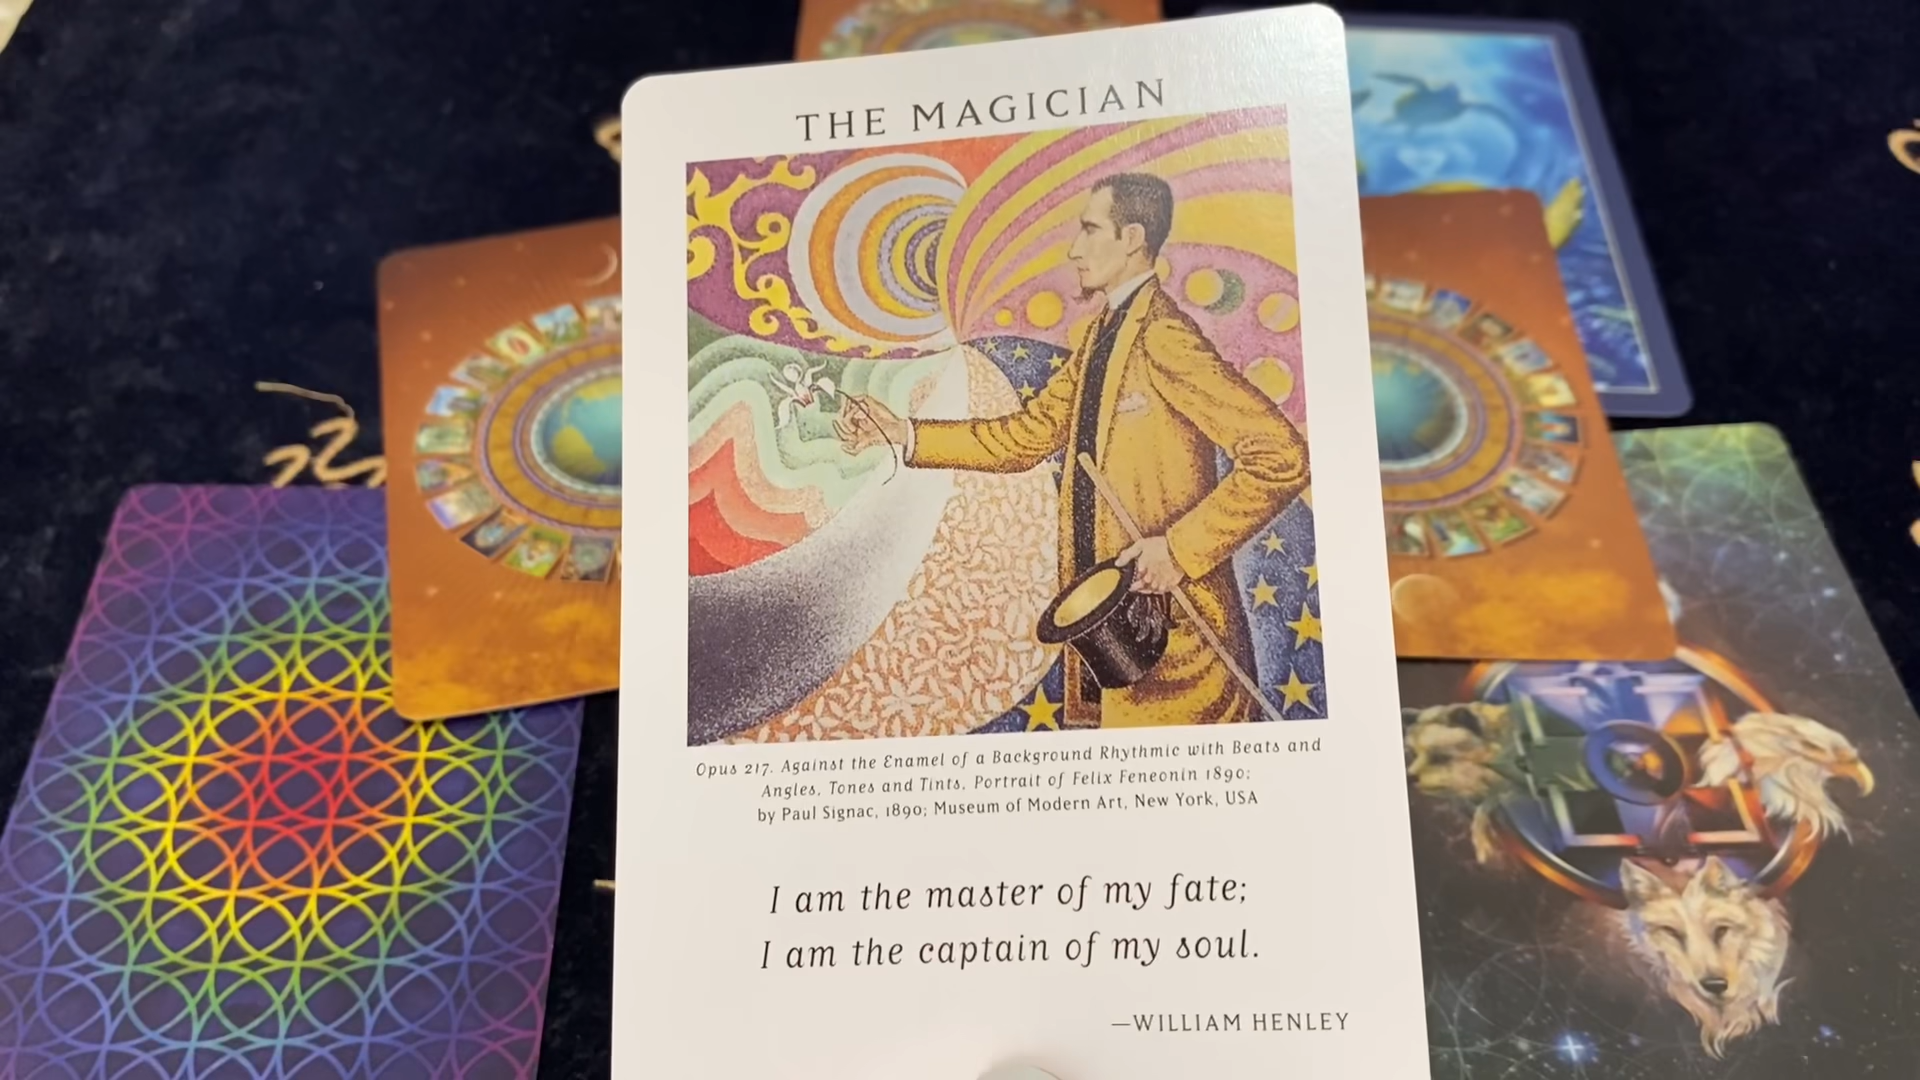 THE MAGICIAN
Opus 217. Against the Enamel of a Background Rhythmic with Beats and
Angles, Tones and Tints, Portrait of Felix Feneonin 1890;
by Paul Signac, 1890; Museum of Modern Art, New York, USA
I am the master of my fate;
I am the captain of my soul.
—WILLIAM HENLEY